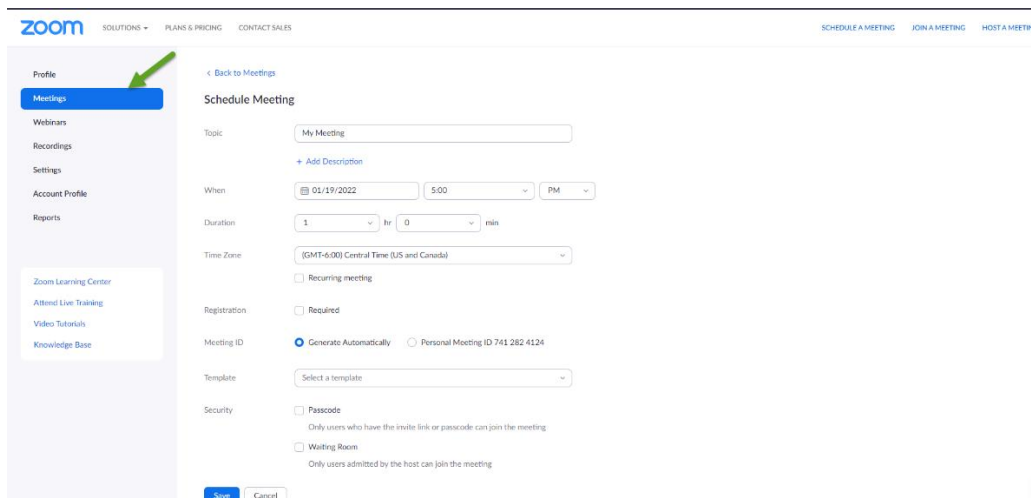 zoom SOLUTIONS PLANS & PRICING CONTACT SALES SCHEDULE A MEETING JOIN A MEETING HOST A MEETIN
Profile
Meetings
Webinars
Recordings
Settings
Account Profile
Reports
Zoom Learning Center
Attend Live Training
Video Tutorials
Knowledge Base
< Back to Meetings
Schedule Meeting
Topic My Meeting
+ Add Description
When 01/19/2022 5:00 PM
Duration 1 hr 0 min
Time Zone (GMT-6:00) Central Time (US and Canada)
Recurring meeting
Registration Required
Meeting ID Generate Automatically Personal Meeting ID 741 282 4124
Template Select a template
Security Passcode
Only users who have the invite link or passcode can join the meeting
Waiting Room
Only users admitted by the host can join the meeting
Save Cancel